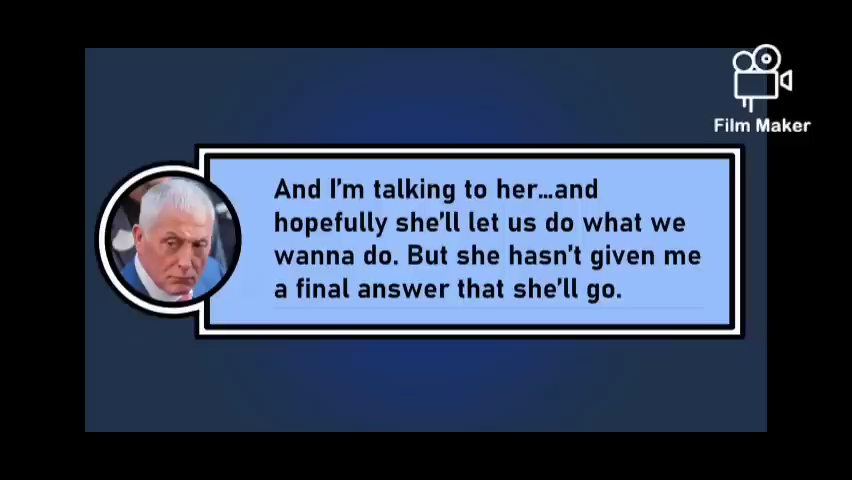 Film Maker
And I'm talking to her...and
hopefully she'll let us do what we
wanna do. But she hasn't given me
a final answer that she'll go.